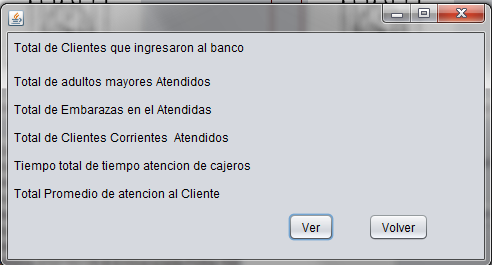 Total de Clientes que ingresaron al banco
Total de adultos mayores Atendidos
Total de Embarazas en el Atendidas
Total de Clientes Corrientes Atendidos
Tiempo total de tiempo atencion de cajeros
Total Promedio de atencion al Cliente
Ver Volver